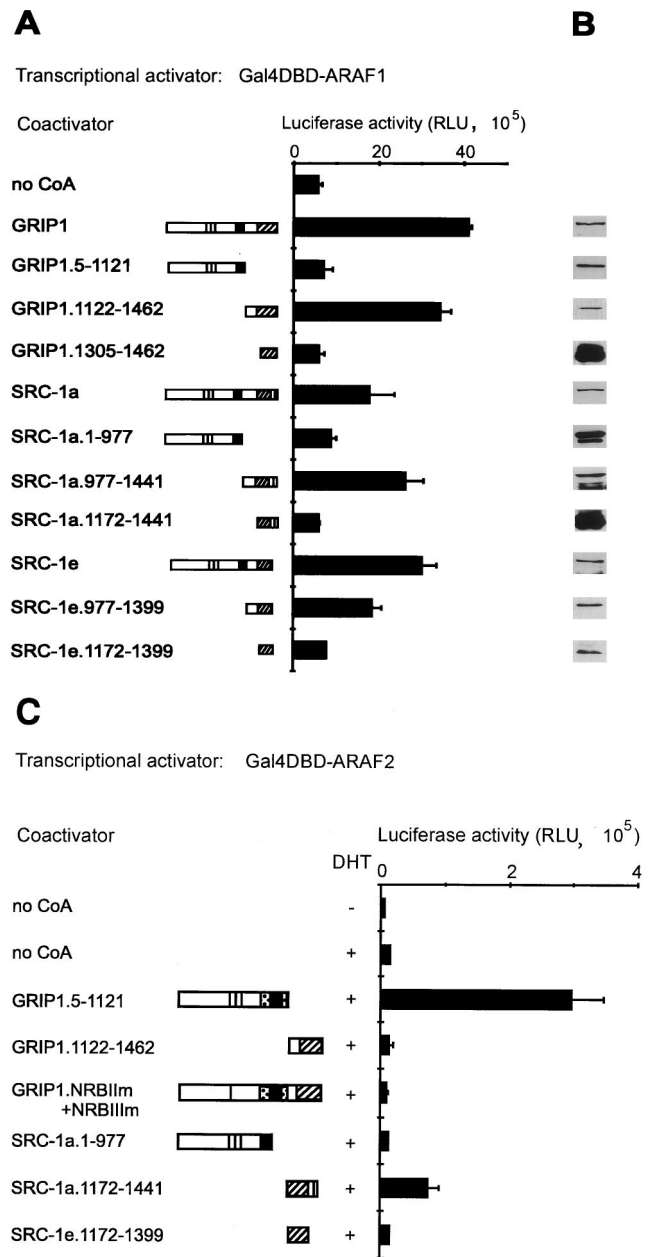 A
B
Transcriptional activator: Gal4DBD-ARAF1
Coactivator
Luciferase activity (RLU, 10^5)
0 20 40
no CoA
GRIP1
GRIP1.5-1121
GRIP1.1122-1462
GRIP1.1305-1462
SRC-1a
SRC-1a.1-977
SRC-1a.977-1441
SRC-1a.1172-1441
SRC-1e
SRC-1e.977-1399
SRC-1e.1172-1399
C
Transcriptional activator: Gal4DBD-ARAF2
Coactivator
Luciferase activity (RLU, 10^5)
DHT
0 2 4
no CoA -
no CoA +
GRIP1.5-1121 +
GRIP1.1122-1462 +
GRIP1.NRBIIm +
+NRBIIIm
SRC-1a.1-977 +
SRC-1a.1172-1441 +
SRC-1e.1172-1399 +